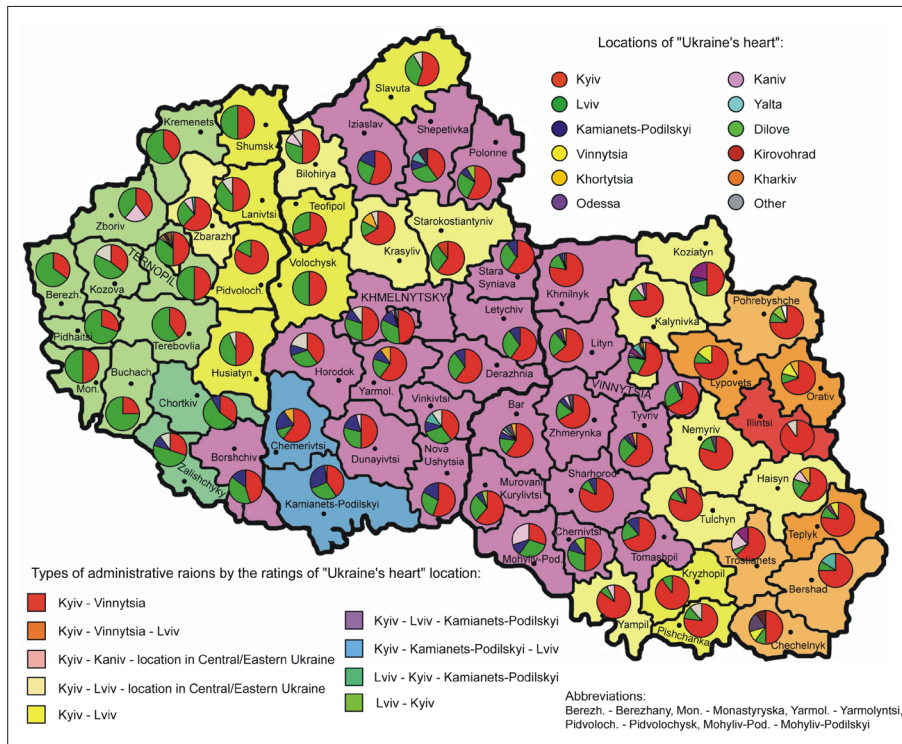 Locations of "Ukraine's heart":
Kyiv
Lviv
Kamianets-Podilskyi
Vinnytsia
Khortytsia
Odessa
Kaniv
Yalta
Dilove
Kirovohrad
Kharkiv
Other
Slavuta
Kremenets
Shumsk
Iziaslav
Shepetivka
Polonne
Bilohirya
Lanivtsi
Teofipol
Zboriv
Zbarazh
Starokostiantyniv
Krasyliv
TERNOPIL
Koziatyn
Volochysk
Stara
Syniava
Berezh.
Kozova
Pidvoloch.
KHMELNYTSKY
Khmilnyk
Pohrebyshche
Letychiv
Kalynivka
Pidhaitsi
Terebovlia
Lityn
Mon.
Buchach
Husiatyn
Horodok
Yarmol.
Derazhnia
VINNYTSIA
Lypovets
Orativ
Chortkiv
Vinkivtsi
Bar
Tyvriv
Illintsi
Chemerivtsi
Zhmerynka
Nemyriv
Borshchiv
Dunayivtsi
Nova
Ushytsia
Zalishchyky
Murovani
Kurylivtsi
Sharhorod
Haisyn
Kamianets-Podilskyi
Tulchyn
Teplyk
Chernivtsi
Mohyliv-Pod.
Tomashpil
Trostianets
Kryzhopil
Bershad
Yampil
Pishchanka
Chechelnyk
Types of administrative raions by the ratings of "Ukraine's heart" location:
Kyiv - Vinnytsia
Kyiv - Vinnytsia - Lviv
Kyiv - Kaniv - location in Central/Eastern Ukraine
Kyiv - Lviv - location in Central/Eastern Ukraine
Kyiv - Lviv
Kyiv - Lviv - Kamianets-Podilskyi
Kyiv - Kamianets-Podilskyi - Lviv
Lviv - Kyiv - Kamianets-Podilskyi
Lviv - Kyiv
Abbreviations:
Berezh. - Berezhany, Mon. - Monastyryska, Yarmol. - Yarmolyntsi,
Pidvoloch. - Pidvolochysk, Mohyliv-Pod. - Mohyliv-Podilskyi